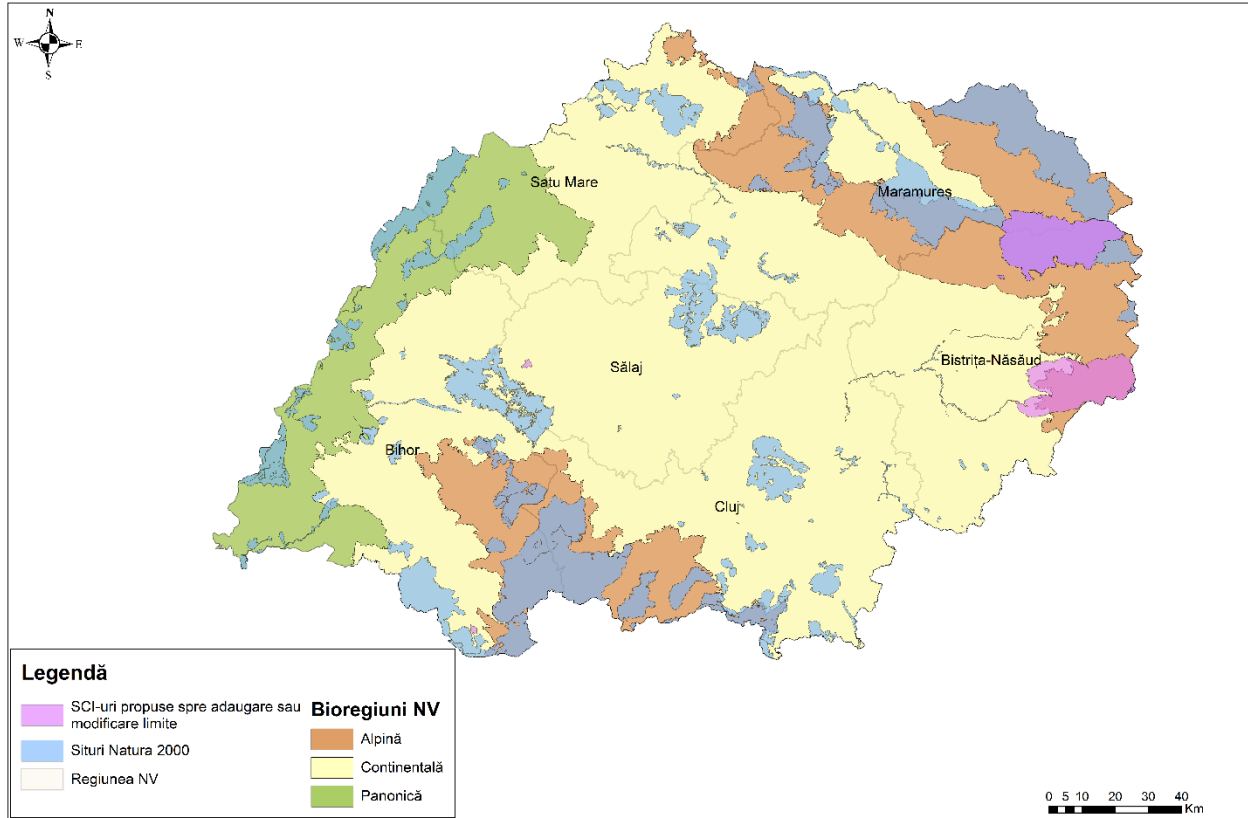 N
W E
S
Satu Mare
Maramureș
Sălaj
Bistrița-Năsăud
Bihor
Cluj
Legendă
SCI-uri propuse spre adaugare sau
modificare limite
Situri Natura 2000
Regiunea NV
Bioregiuni NV
Alpină
Continentală
Panonică
0 5 10 20 30 40
Km